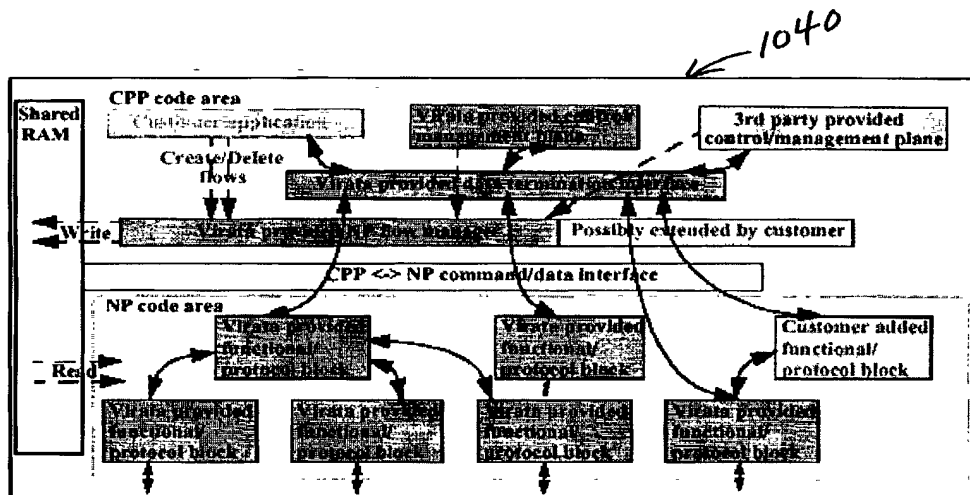 1040
Shared
RAM
CPP code area
Customer application
Virata provided control/
management plane
3rd party provided
control/management plane
Create/Delete
flows
Virata provided data termination interface
Write
Virata provided NP flow manager
Possibly extended by customer
CPP <-> NP command/data interface
NP code area
Virata provided
functional/
protocol block
Virata provided
functional/
protocol block
Customer added
functional/
protocol block
Read
Virata provided
functional/
protocol block
Virata provided
functional/
protocol block
Virata provided
functional/
protocol block
Virata provided
functional/
protocol block